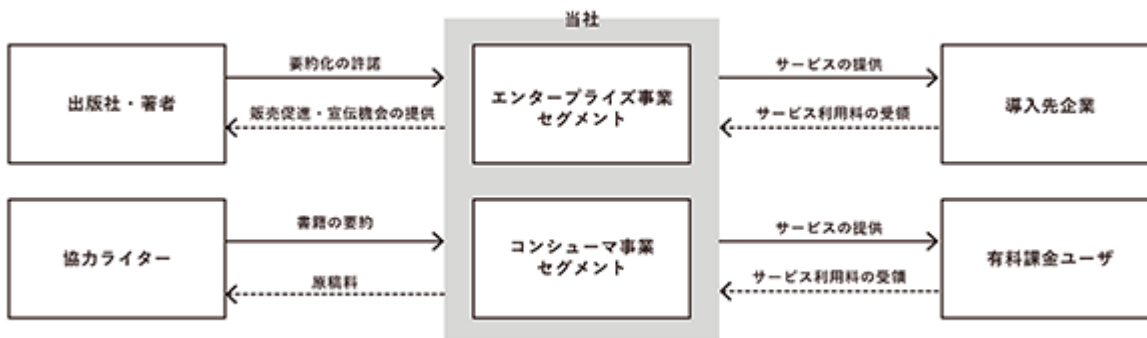 当社
出版社・著者
要約化の許諾
販売促進・宣伝機会の提供
エンタープライズ事業
セグメント
サービスの提供
サービス利用料の受領
導入先企業
協力ライター
書籍の要約
原稿料
コンシューマ事業
セグメント
サービスの提供
サービス利用料の受領
有料課金ユーザ